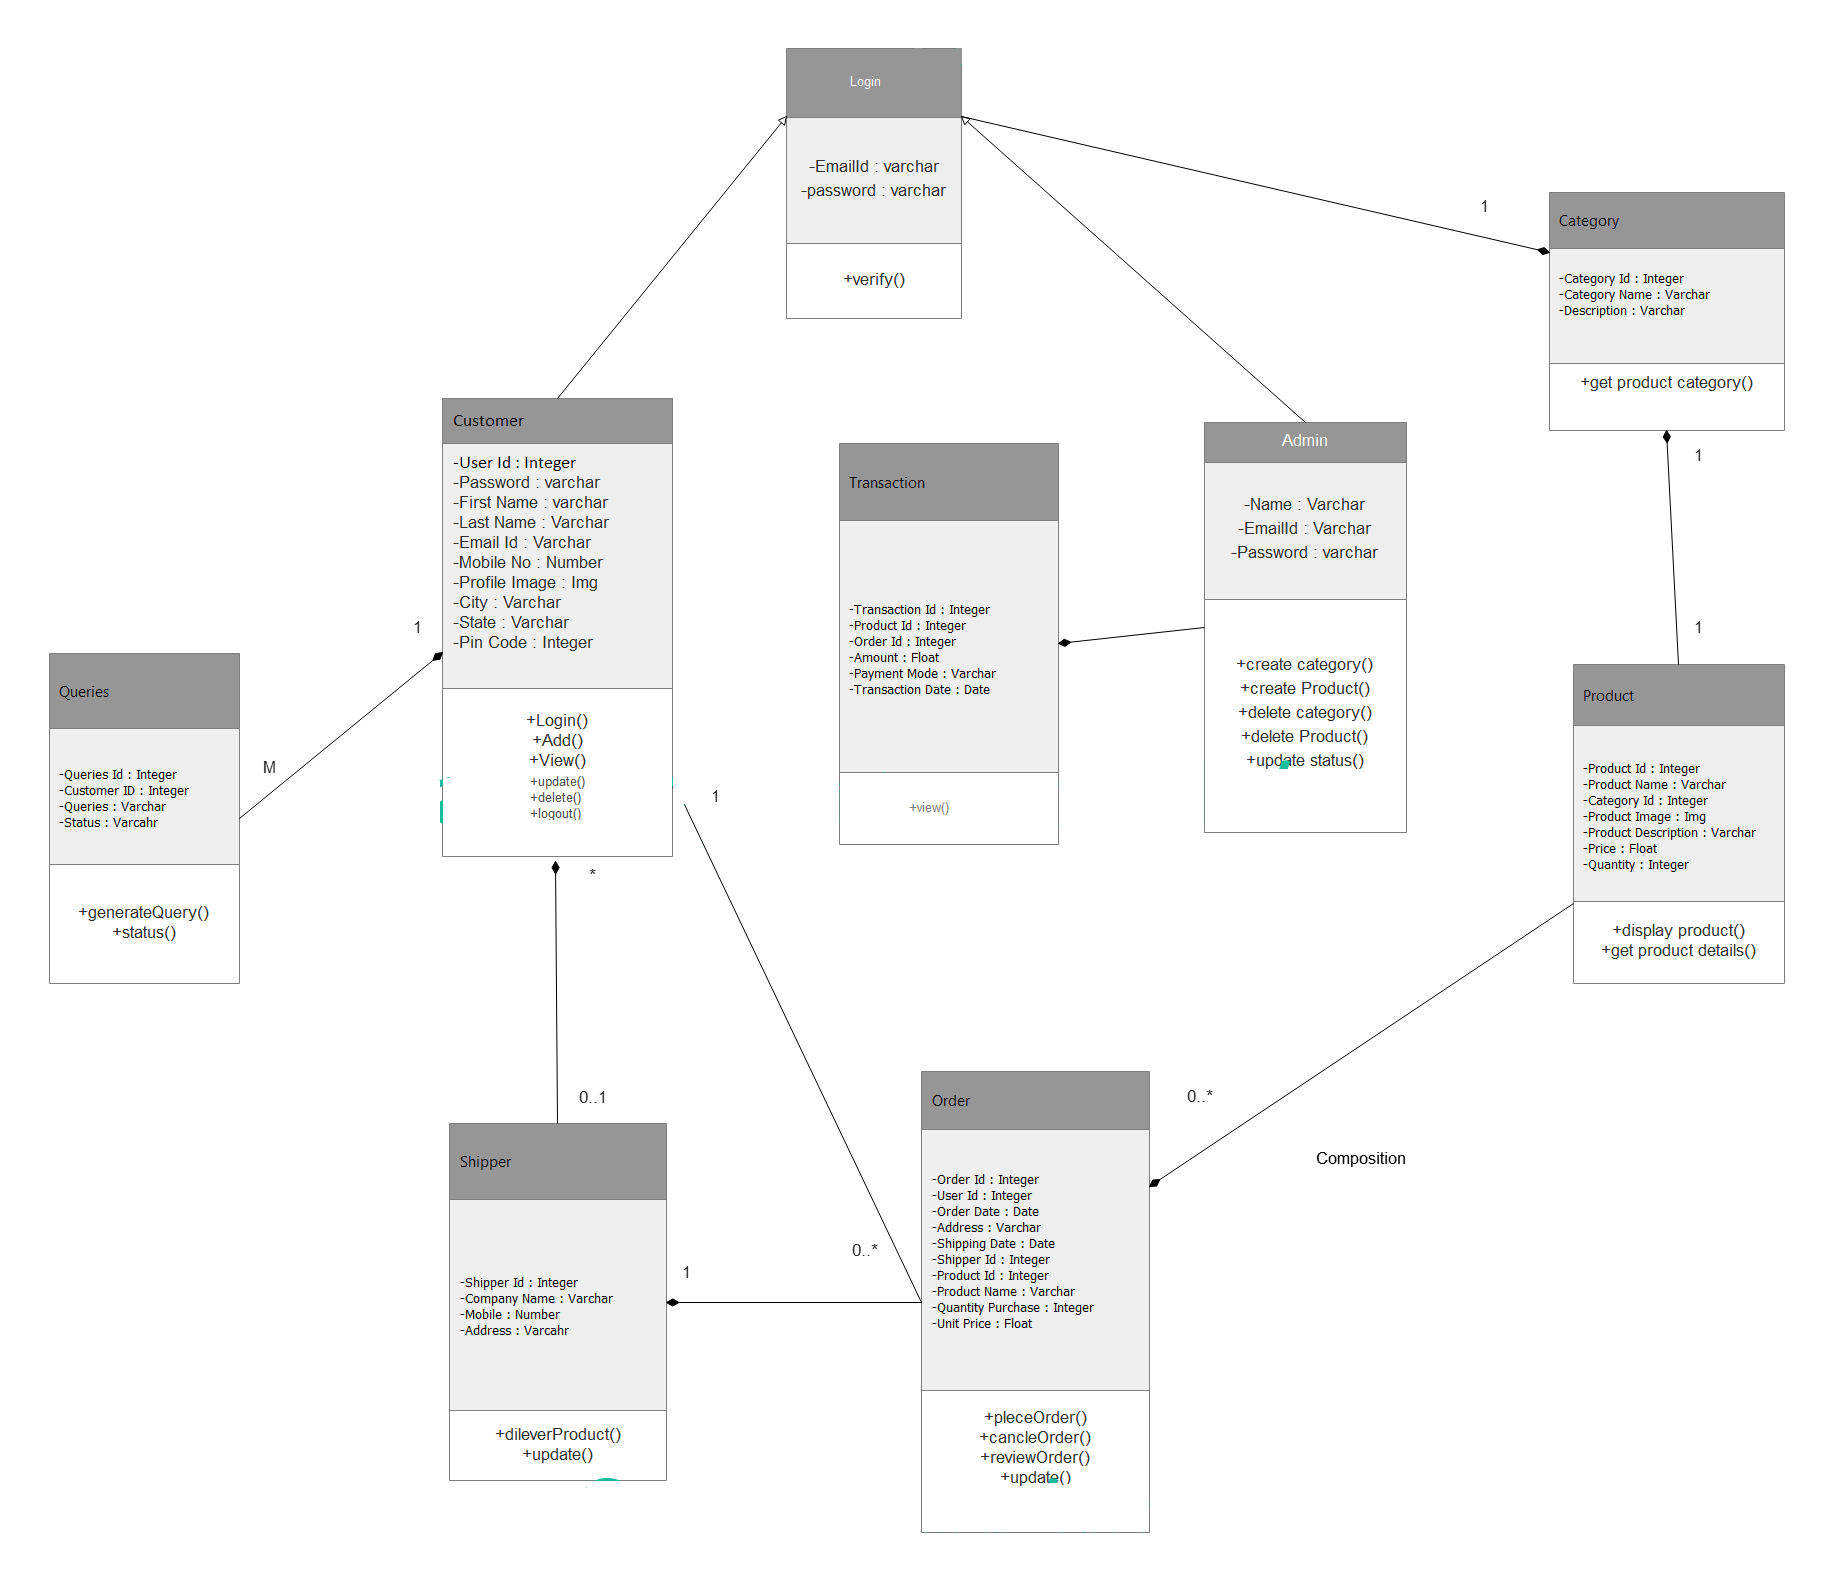 Login
-EmailId : varchar
-password : varchar
+verify()
1
Category
-Category Id : Integer
-Category Name : Varchar
-Description : Varchar
+get product category()
1
1
Customer
-User Id : Integer
-Password : varchar
-First Name : varchar
-Last Name : Varchar
-Email Id : Varchar
-Mobile No : Number
-Profile Image : Img
-City : Varchar
-State : Varchar
-Pin Code : Integer
+Login()
+Add()
+View()
+update()
+delete()
+logout()
Transaction
-Transaction Id : Integer
-Product Id : Integer
-Order Id : Integer
-Amount : Float
-Payment Mode : Varchar
-Transaction Date : Date
+view()
Admin
-Name : Varchar
-EmailId : Varchar
-Password : varchar
+create category()
+create Product()
+delete category()
+delete Product()
+update status()
1
M
Queries
-Queries Id : Integer
-Customer ID : Integer
-Queries : Varchar
-Status : Varcahr
+generateQuery()
+status()
Product
-Product Id : Integer
-Product Name : Varchar
-Category Id : Integer
-Product Image : Img
-Product Description : Varchar
-Price : Float
-Quantity : Integer
+display product()
+get product details()
1
*
0..1
Shipper
-Shipper Id : Integer
-Company Name : Varchar
-Mobile : Number
-Address : Varcahr
+dileverProduct()
+update()
1
0..*
Order
-Order Id : Integer
-User Id : Integer
-Order Date : Date
-Address : Varchar
-Shipping Date : Date
-Shipper Id : Integer
-Product Id : Integer
-Product Name : Varchar
-Quantity Purchase : Integer
-Unit Price : Float
+pleceOrder()
+cancleOrder()
+reviewOrder()
+update()
0..*
Composition